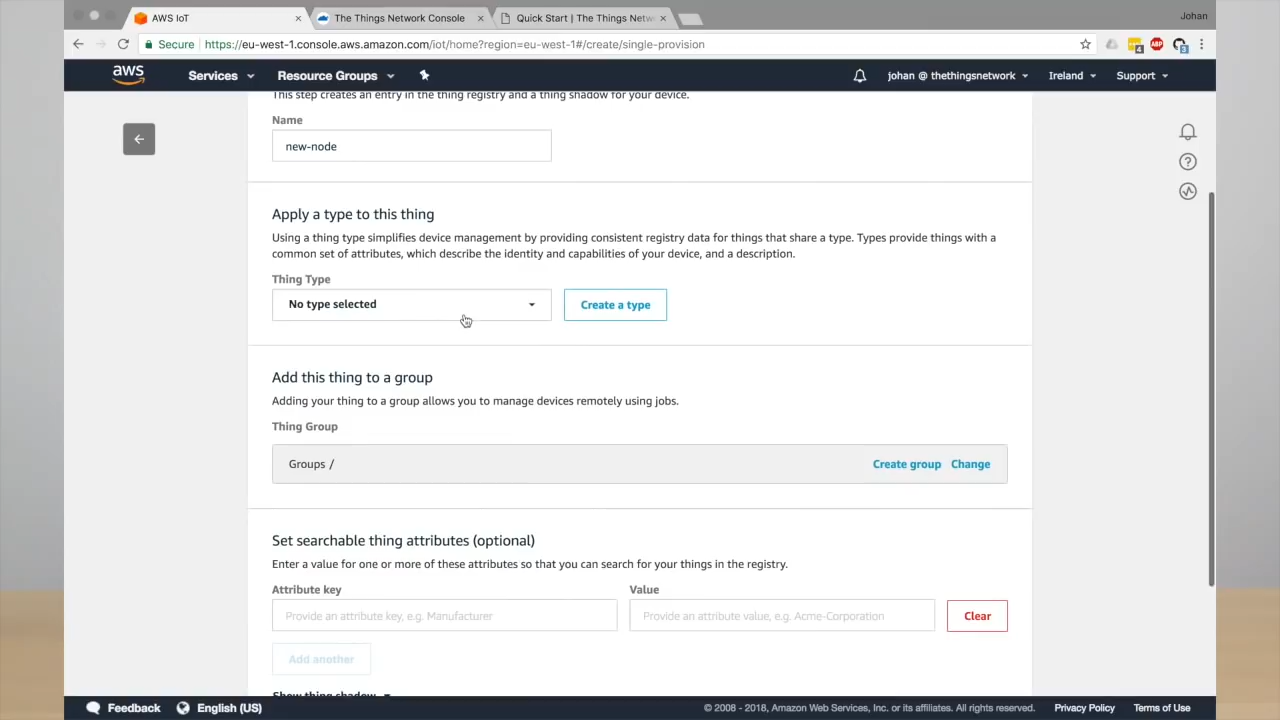 AWS IoT
The Things Network Console
Quick Start | The Things Netw
Johan
Secure
https://eu-west-1.console.aws.amazon.com/iot/home?region=eu-west-1#/create/single-provision
4
ABP
3
aws
Services
Resource Groups
johan @ thethingsnetwork
Ireland
Support
This step creates an entry in the thing registry and a thing shadow for your device.
Name
new-node
Apply a type to this thing
Using a thing type simplifies device management by providing consistent registry data for things that share a type. Types provide things with a
common set of attributes, which describe the identity and capabilities of your device, and a description.
Thing Type
No type selected
Create a type
Add this thing to a group
Adding your thing to a group allows you to manage devices remotely using jobs.
Thing Group
Groups /
Create group
Change
Set searchable thing attributes (optional)
Enter a value for one or more of these attributes so that you can search for your things in the registry.
Attribute key
Value
Provide an attribute key, e.g. Manufacturer
Provide an attribute value, e.g. Acme-Corporation
Clear
Add another
Show thing shadow
Feedback
English (US)
© 2008 - 2018, Amazon Web Services, Inc. or its affiliates. All rights reserved.
Privacy Policy
Terms of Use